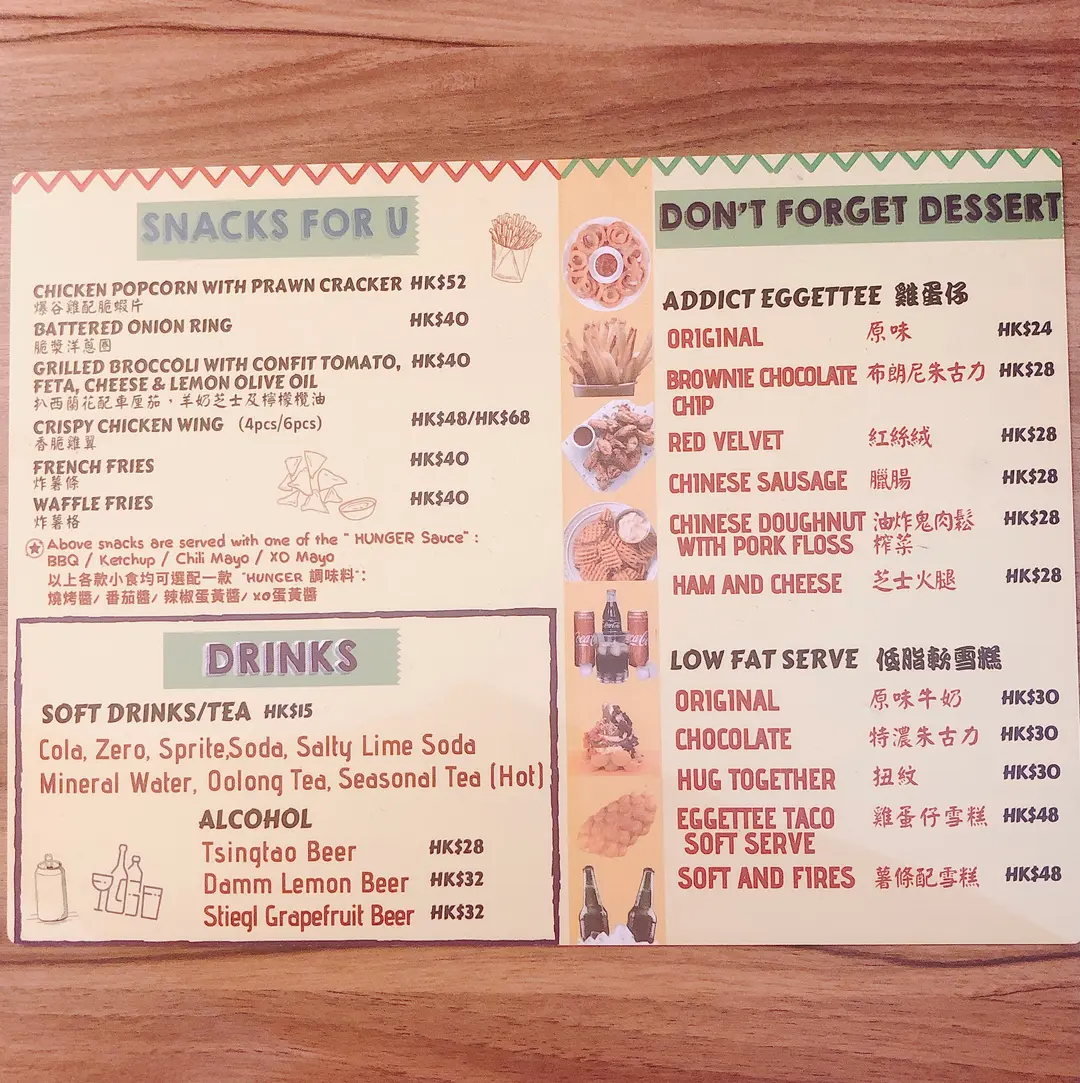 SNACKS FOR U
CHICKEN POPCORN WITH PRAWN CRACKER HK$52
爆谷雞配脆蝦片
BATTERED ONION RING HK$40
脆漿洋蔥圈
GRILLED BROCCOLI WITH CONFIT TOMATO, HK$40
FETA, CHEESE & LEMON OLIVE OIL
扒西蘭花配車厘茄，羊奶芝士及檸檬欖油
CRISPY CHICKEN WING (4pcs/6pcs) HK$48/HK$68
香脆雞翼
FRENCH FRIES HK$40
炸薯條
WAFFLE FRIES HK$40
炸薯格
Above snacks are served with one of the " HUNGER Sauce" :
BBQ / Ketchup / Chili Mayo / XO Mayo
以上各款小食均可選配一款 "HUNGER 調味料":
燒烤醬/ 番茄醬/ 辣椒蛋黃醬/ XO蛋黃醬
DRINKS
SOFT DRINKS/TEA HK$15
Cola, Zero, Sprite,Soda, Salty Lime Soda
Mineral Water, Oolong Tea, Seasonal Tea (Hot)
ALCOHOL
Tsingtao Beer HK$28
Damm Lemon Beer HK$32
Stiegl Grapefruit Beer HK$32
DON'T FORGET DESSERT
ADDICT EGGETTEE 雞蛋仔
ORIGINAL 原味 HK$24
BROWNIE CHOCOLATE 布朗尼朱古力 HK$28
CHIP
RED VELVET 紅絲絨 HK$28
CHINESE SAUSAGE 臘腸 HK$28
CHINESE DOUGHNUT 油炸鬼肉鬆 HK$28
WITH PORK FLOSS 榨菜
HAM AND CHEESE 芝士火腿 HK$28
LOW FAT SERVE 低脂軟雪糕
ORIGINAL 原味牛奶 HK$30
CHOCOLATE 特濃朱古力 HK$30
HUG TOGETHER 扭紋 HK$30
EGGETTEE TACO 雞蛋仔雪糕 HK$48
SOFT SERVE
SOFT AND FIRES 薯條配雪糕 HK$48